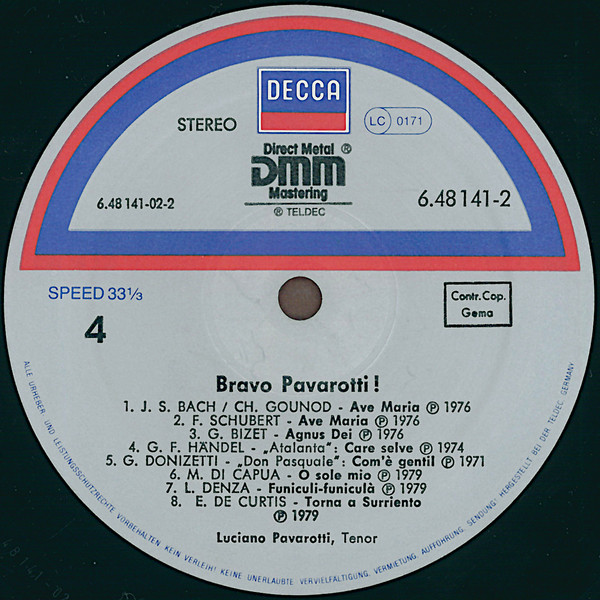 DECCA
STEREO
LC 0171
Direct Metal ®
DMM
Mastering
® TELDEC
6.48 141-02-2
6.48 141-2
SPEED 33⅓
4
Contr. Cop.
Gema
Bravo Pavarotti!
1. J. S. BACH / CH. GOUNOD - Ave Maria ℗ 1976
2. F. SCHUBERT - Ave Maria ℗ 1976
3. G. BIZET - Agnus Dei ℗ 1979
4. G. F. HÄNDEL - „Atalanta": Care selve ℗ 1974
5. G. DONIZETTI - „Don Pasquale": Com'è gentil ℗ 1971
6. M. DI CAPUA - O sole mio ℗ 1979
7. L. DENZA - Funiculi-funiculà ℗ 1979
8. E. DE CURTIS - Torna a Surriento
℗ 1979
Luciano Pavarotti, Tenor
ALLE URHEBER- UND LEISTUNGSSCHUTZRECHTE VORBEHALTEN. KEIN VERLEIH! KEINE UNERLAUBTE VERVIELFÄLTIGUNG, VERMIETUNG, AUFFÜHRUNG, SENDUNG! HERGESTELLT BEI DER TELDEC GERMANY